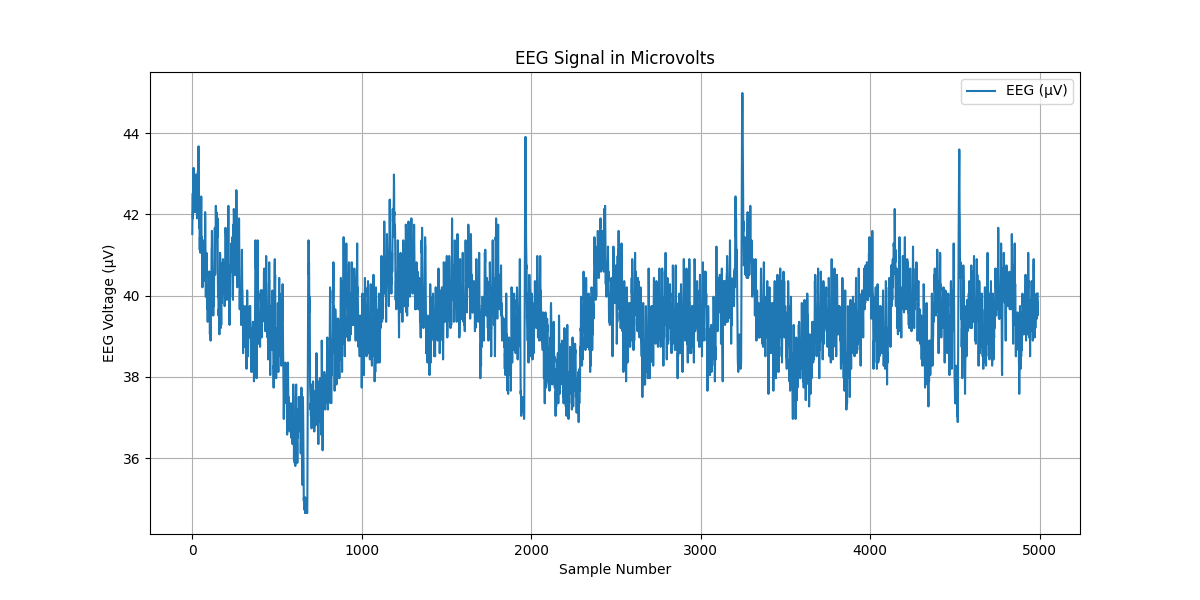 EEG Signal in Microvolts
EEG (μV)
44
42
40
38
36
EEG Voltage (μV)
0 1000 2000 3000 4000 5000
Sample Number